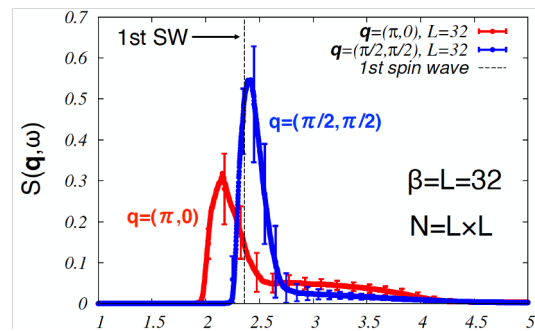 0.7
0.6
0.5
0.4
0.3
0.2
0.1
0
S(q,ω)
1st SW
q=(π,0), L=32
q=(π/2,π/2), L=32
1st spin wave
q=(π/2,π/2)
q=(π,0)
β=L=32
N=L×L
1 1.5 2 2.5 3 3.5 4 4.5 5